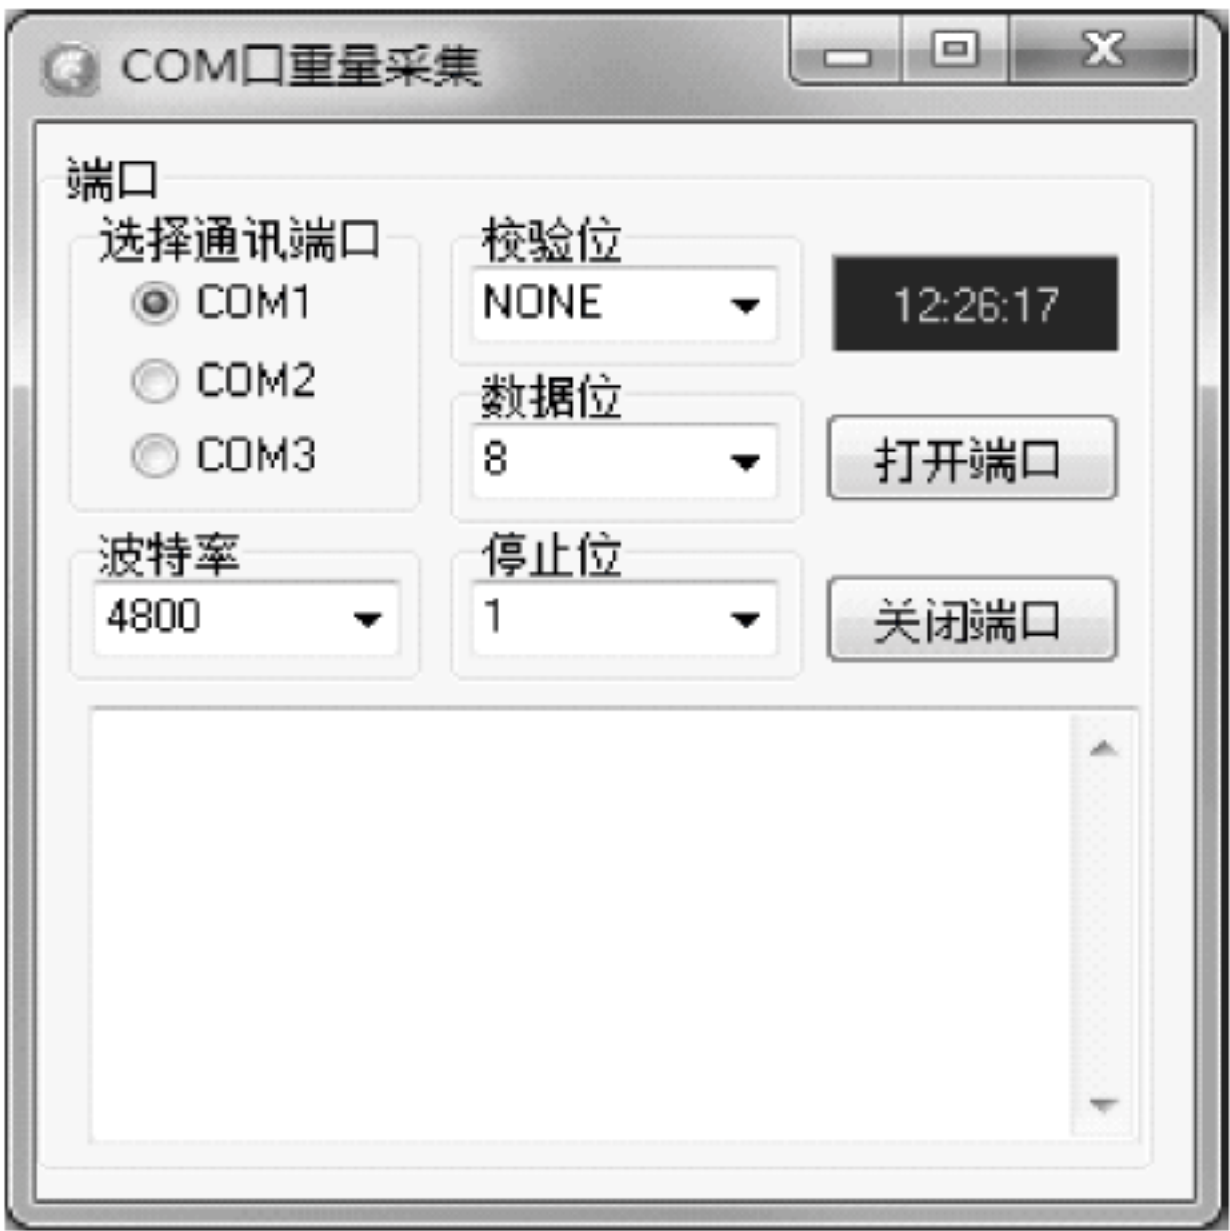 COM口重量采集
端口
选择通讯端口
COM1
COM2
COM3
校验位
NONE
12:26:17
数据位
8
打开端口
波特率
4800
停止位
1
关闭端口